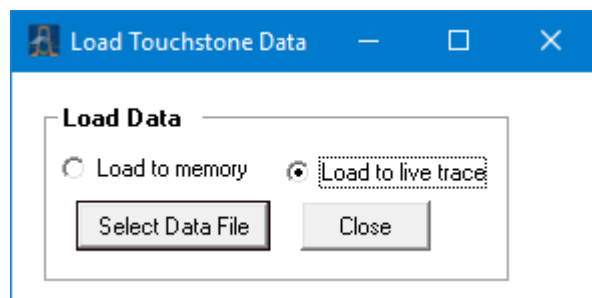 Load Touchstone Data
Load Data
Load to memory Load to live trace
Select Data File Close